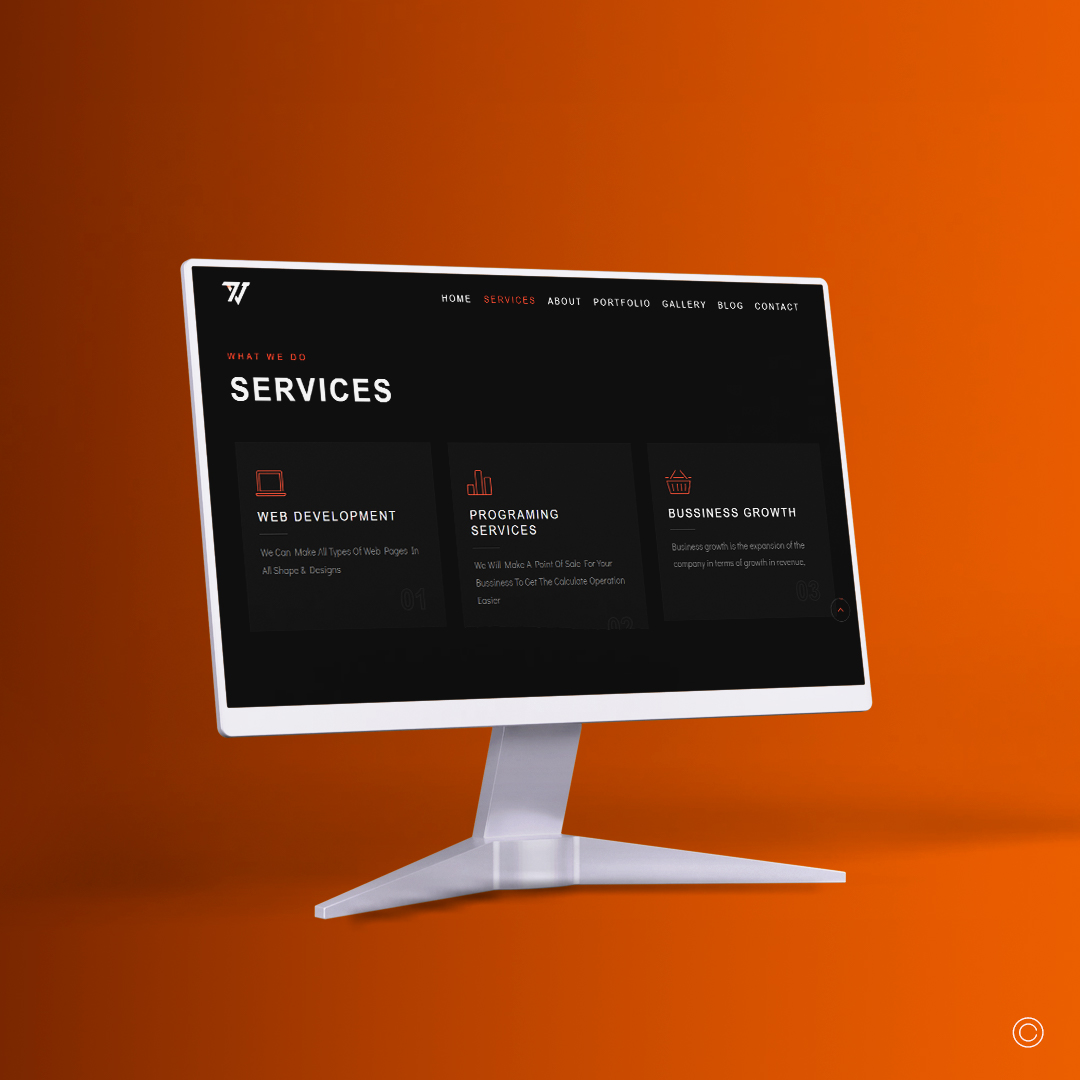 HOME SERVICES ABOUT PORTFOLIO GALLERY BLOG CONTACT
WHAT WE DO
SERVICES
WEB DEVELOPMENT
We Can Make All Types Of Web Pages In
All Shape & Designs
01
PROGRAMING
SERVICES
We Will Make A Point Of Sale For Your
Bussiness To Get The Calculate Operation
Easier
02
BUSSINESS GROWTH
Business growth is the expansion of the
company in terms of growth in revenue,
03
©